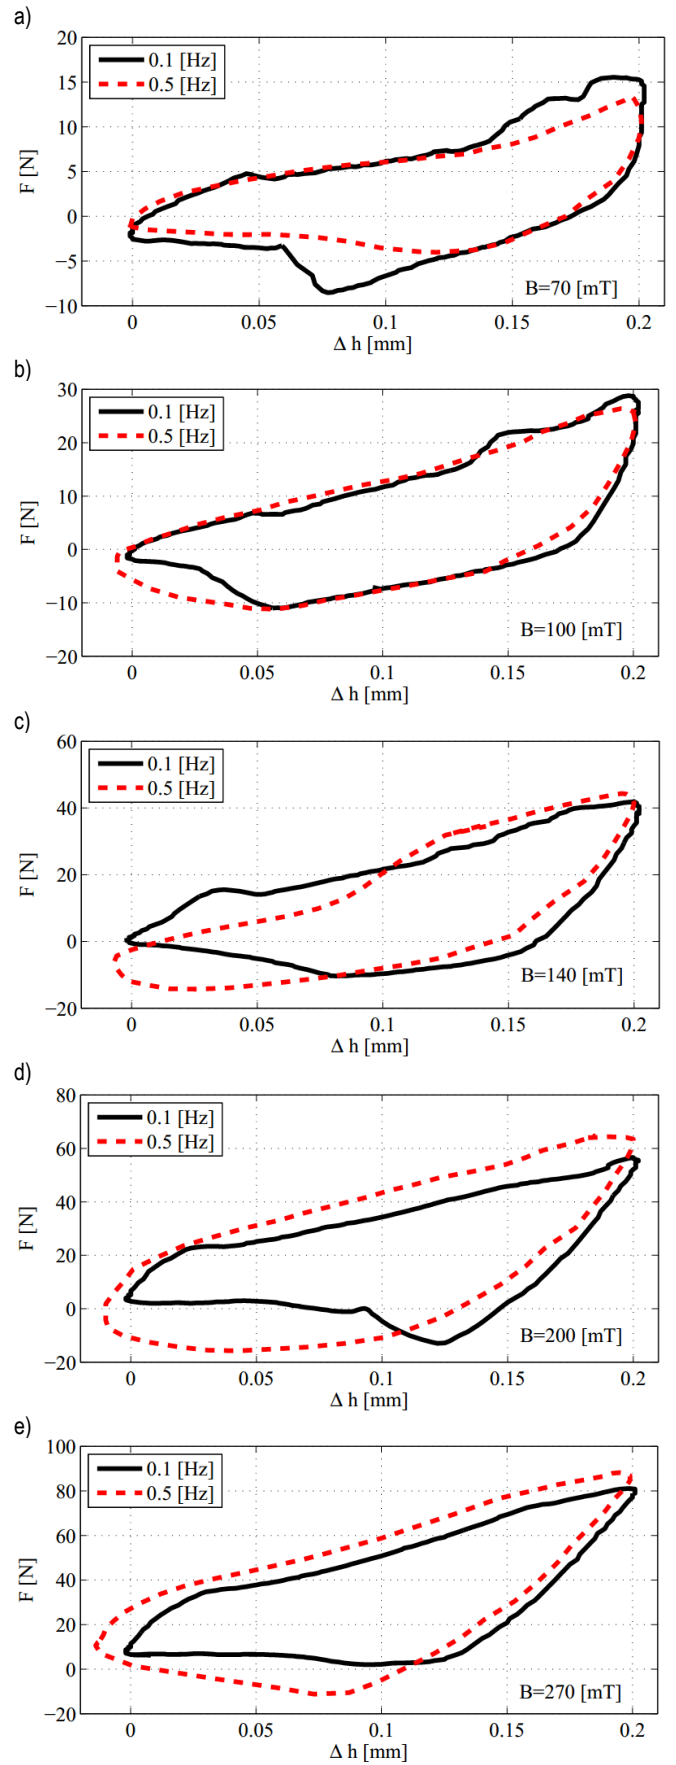 a)
20
15
10
5
0
−5
−10
F [N]
0.1 [Hz]
0.5 [Hz]
B=70 [mT]
0 0.05 0.1 0.15 0.2
Δ h [mm]
b)
30
20
10
0
−10
−20
F [N]
0.1 [Hz]
0.5 [Hz]
B=100 [mT]
0 0.05 0.1 0.15 0.2
Δ h [mm]
c)
60
40
20
0
−20
F [N]
0.1 [Hz]
0.5 [Hz]
B=140 [mT]
0 0.05 0.1 0.15 0.2
Δ h [mm]
d)
80
60
40
20
0
−20
F [N]
0.1 [Hz]
0.5 [Hz]
B=200 [mT]
0 0.05 0.1 0.15 0.2
Δ h [mm]
e)
100
80
60
40
20
0
−20
F [N]
0.1 [Hz]
0.5 [Hz]
B=270 [mT]
0 0.05 0.1 0.15 0.2
Δ h [mm]